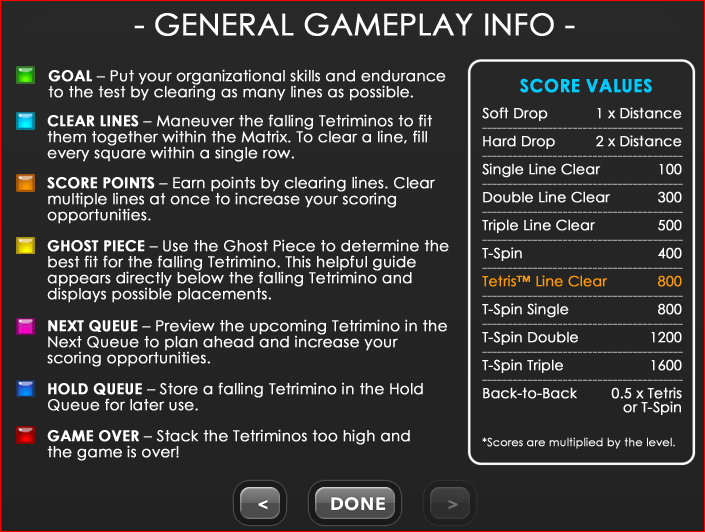 - GENERAL GAMEPLAY INFO -
GOAL – Put your organizational skills and endurance
to the test by clearing as many lines as possible.
CLEAR LINES – Maneuver the falling Tetriminos to fit
them together within the Matrix. To clear a line, fill
every square within a single row.
SCORE POINTS – Earn points by clearing lines. Clear
multiple lines at once to increase your scoring
opportunities.
GHOST PIECE – Use the Ghost Piece to determine the
best fit for the falling Tetrimino. This helpful guide
appears directly below the falling Tetrimino and
displays possible placements.
NEXT QUEUE – Preview the upcoming Tetrimino in the
Next Queue to plan ahead and increase your
scoring opportunities.
HOLD QUEUE – Store a falling Tetrimino in the Hold
Queue for later use.
GAME OVER – Stack the Tetriminos too high and
the game is over!
SCORE VALUES
Soft Drop 1 x Distance
Hard Drop 2 x Distance
Single Line Clear 100
Double Line Clear 300
Triple Line Clear 500
T-Spin 400
Tetris™ Line Clear 800
T-Spin Single 800
T-Spin Double 1200
T-Spin Triple 1600
Back-to-Back 0.5 x Tetris
or T-Spin
*Scores are multiplied by the level.
< DONE >